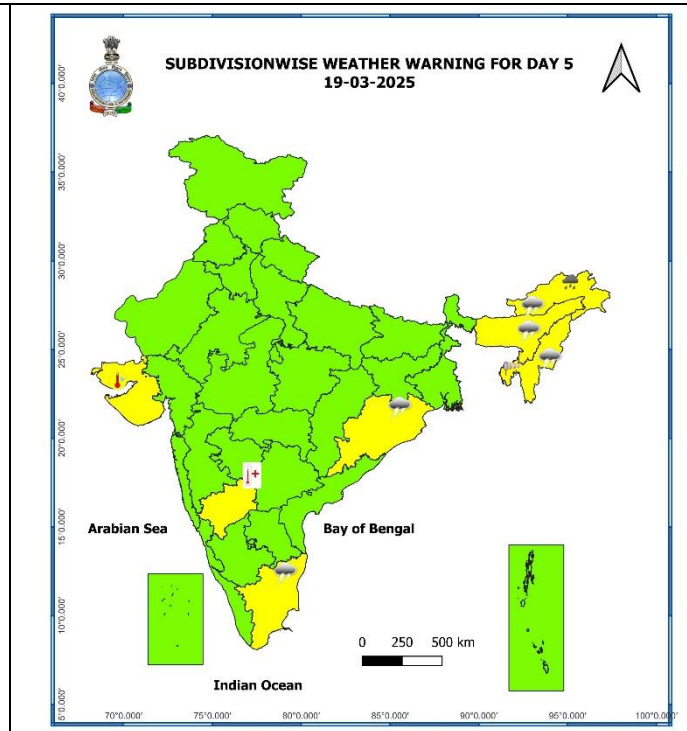 SUBDIVISIONWISE WEATHER WARNING FOR DAY 5
19-03-2025
40°0.000'
35°0.000'
30°0.000'
25°0.000'
20°0.000'
15°0.000'
10°0.000'
5°0.000'
Arabian Sea
Bay of Bengal
0 250 500 km
Indian Ocean
70°0.000' 75°0.000' 80°0.000' 85°0.000' 90°0.000' 95°0.000' 100°0.000'